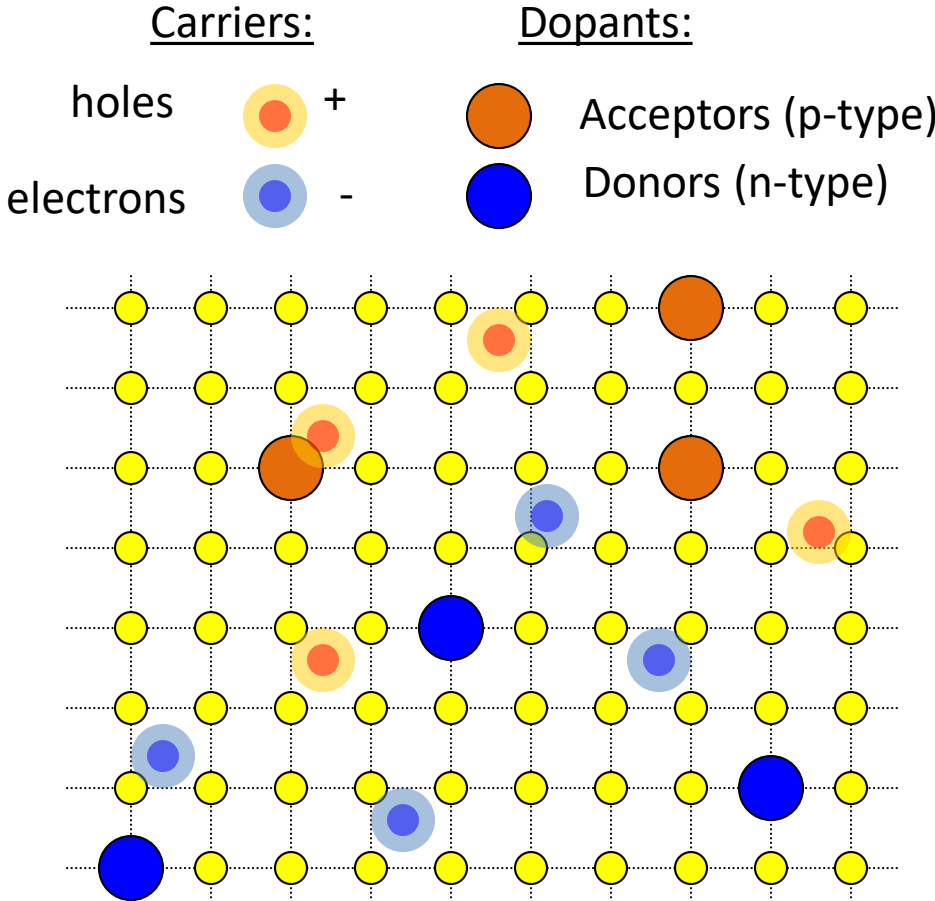 Carriers:
Dopants:
holes
+
Acceptors (p-type)
electrons
-
Donors (n-type)